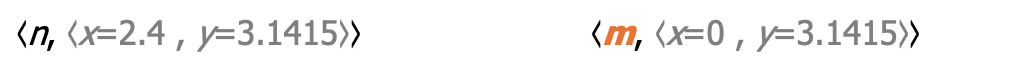 ⟨n, ⟨x=2.4 , y=3.1415⟩⟩ ⟨m, ⟨x=0 , y=3.1415⟩⟩